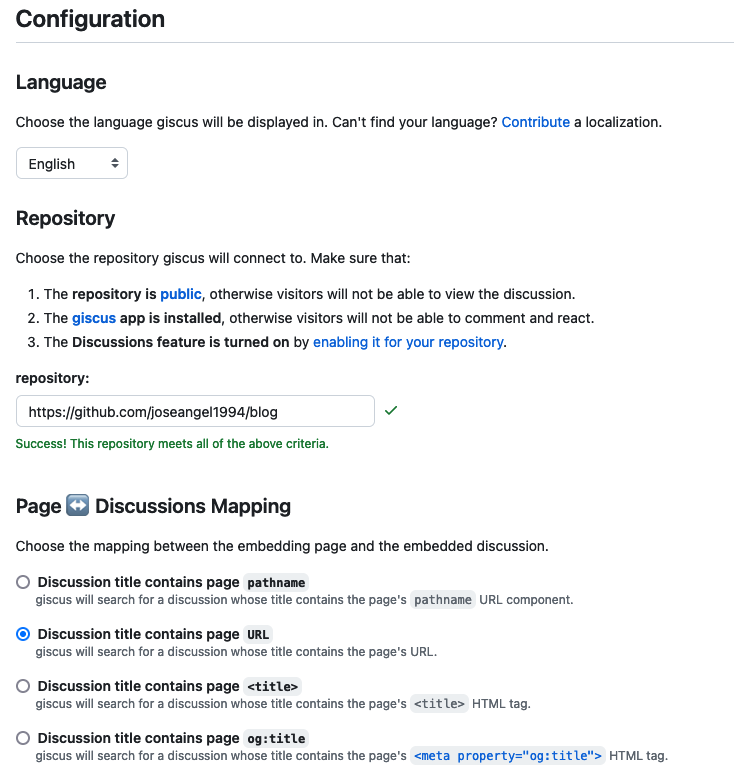 Configuration
Language
Choose the language giscus will be displayed in. Can't find your language? Contribute a localization.
English
Repository
Choose the repository giscus will connect to. Make sure that:
1. The repository is public, otherwise visitors will not be able to view the discussion.
2. The giscus app is installed, otherwise visitors will not be able to comment and react.
3. The Discussions feature is turned on by enabling it for your repository.
repository:
https://github.com/joseangel1994/blog
Success! This repository meets all of the above criteria.
Page ↔️ Discussions Mapping
Choose the mapping between the embedding page and the embedded discussion.
Discussion title contains page pathname
giscus will search for a discussion whose title contains the page's pathname URL component.
Discussion title contains page URL
giscus will search for a discussion whose title contains the page's URL.
Discussion title contains page <title>
giscus will search for a discussion whose title contains the page's <title> HTML tag.
Discussion title contains page og:title
giscus will search for a discussion whose title contains the page's <meta property="og:title"> HTML tag.